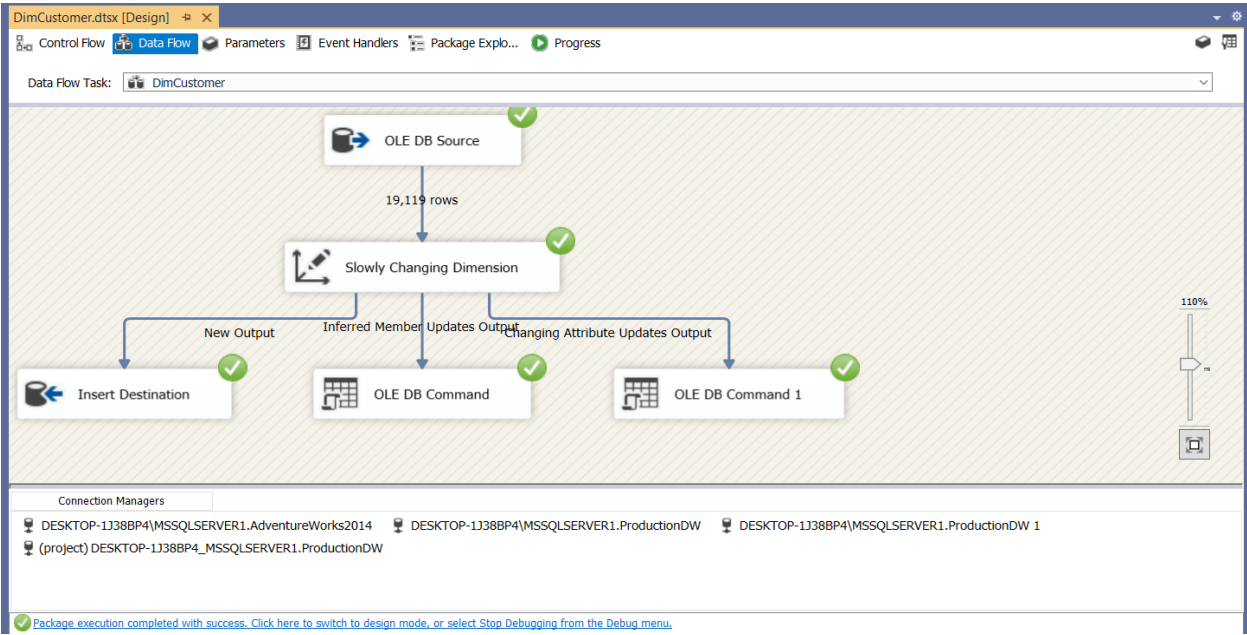 DimCustomer.dtsx [Design]
Control Flow Data Flow Parameters Event Handlers Package Explo... Progress
Data Flow Task: DimCustomer
OLE DB Source
19,119 rows
Slowly Changing Dimension
110%
New Output
Inferred Member Updates Output
Changing Attribute Updates Output
Insert Destination
OLE DB Command
OLE DB Command 1
Connection Managers
DESKTOP-1J38BP4\MSSQLSERVER1.AdventureWorks2014 DESKTOP-1J38BP4\MSSQLSERVER1.ProductionDW DESKTOP-1J38BP4\MSSQLSERVER1.ProductionDW 1
(project) DESKTOP-1J38BP4_MSSQLSERVER1.ProductionDW
Package execution completed with success. Click here to switch to design mode, or select Stop Debugging from the Debug menu.